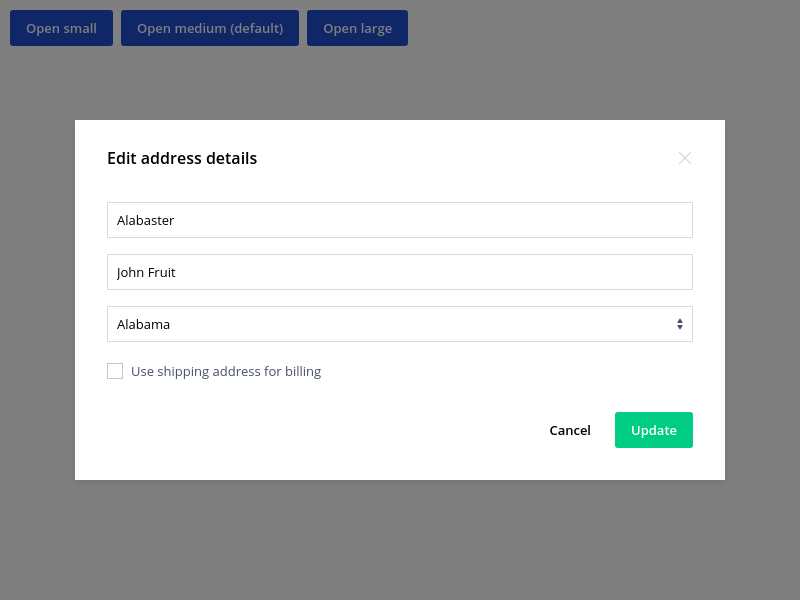 Open small Open medium (default) Open large
Edit address details
Alabaster
John Fruit
Alabama
Use shipping address for billing
Cancel Update